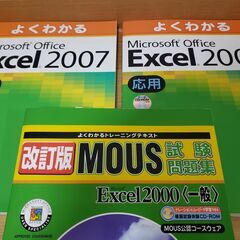 よくわかる
Microsoft Office
Excel 2007
よくわかる
Microsoft Office
Excel 200
応用
よくわかるトレーニングテキスト
改訂版
MOUS
試験
問題集
Excel2000〈一般〉
MOUS公認コースウェア